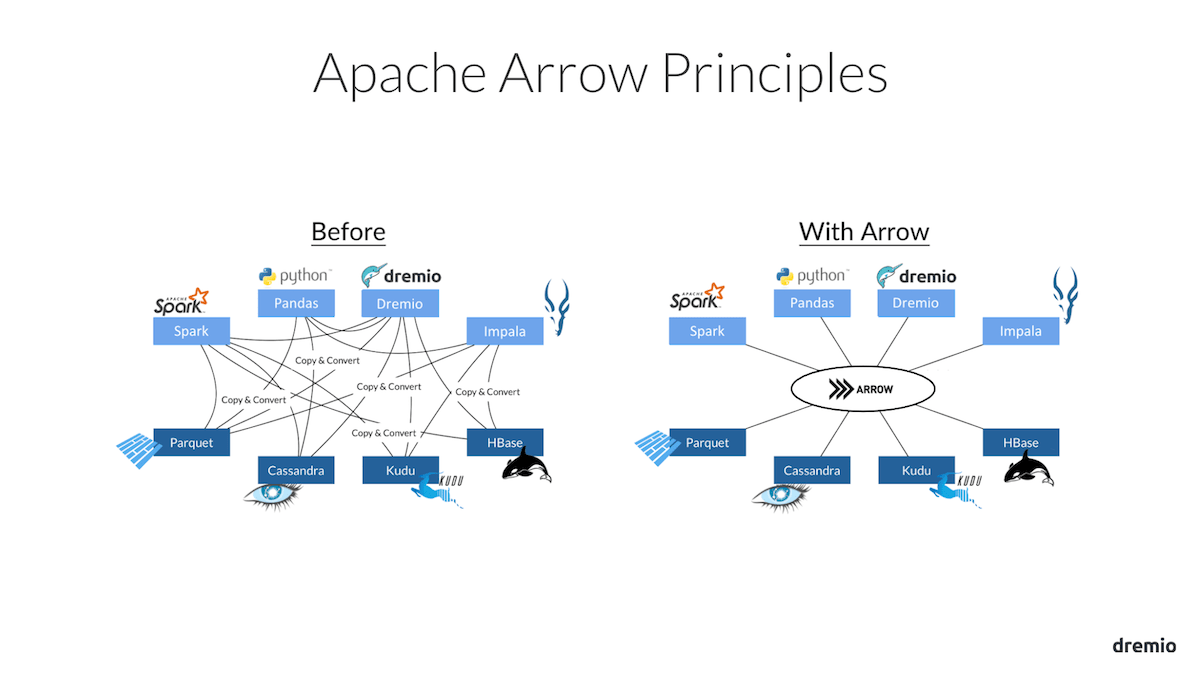 Apache Arrow Principles
Before
python
dremio
APACHE
Spark
Pandas
Dremio
Spark
Impala
Copy & Convert
Copy & Convert
Copy & Convert
Copy & Convert
Copy & Convert
Parquet
HBase
Cassandra
Kudu
KUDU
With Arrow
python
dremio
APACHE
Spark
Pandas
Dremio
Spark
Impala
ARROW
Parquet
HBase
Cassandra
Kudu
KUDU
dremio